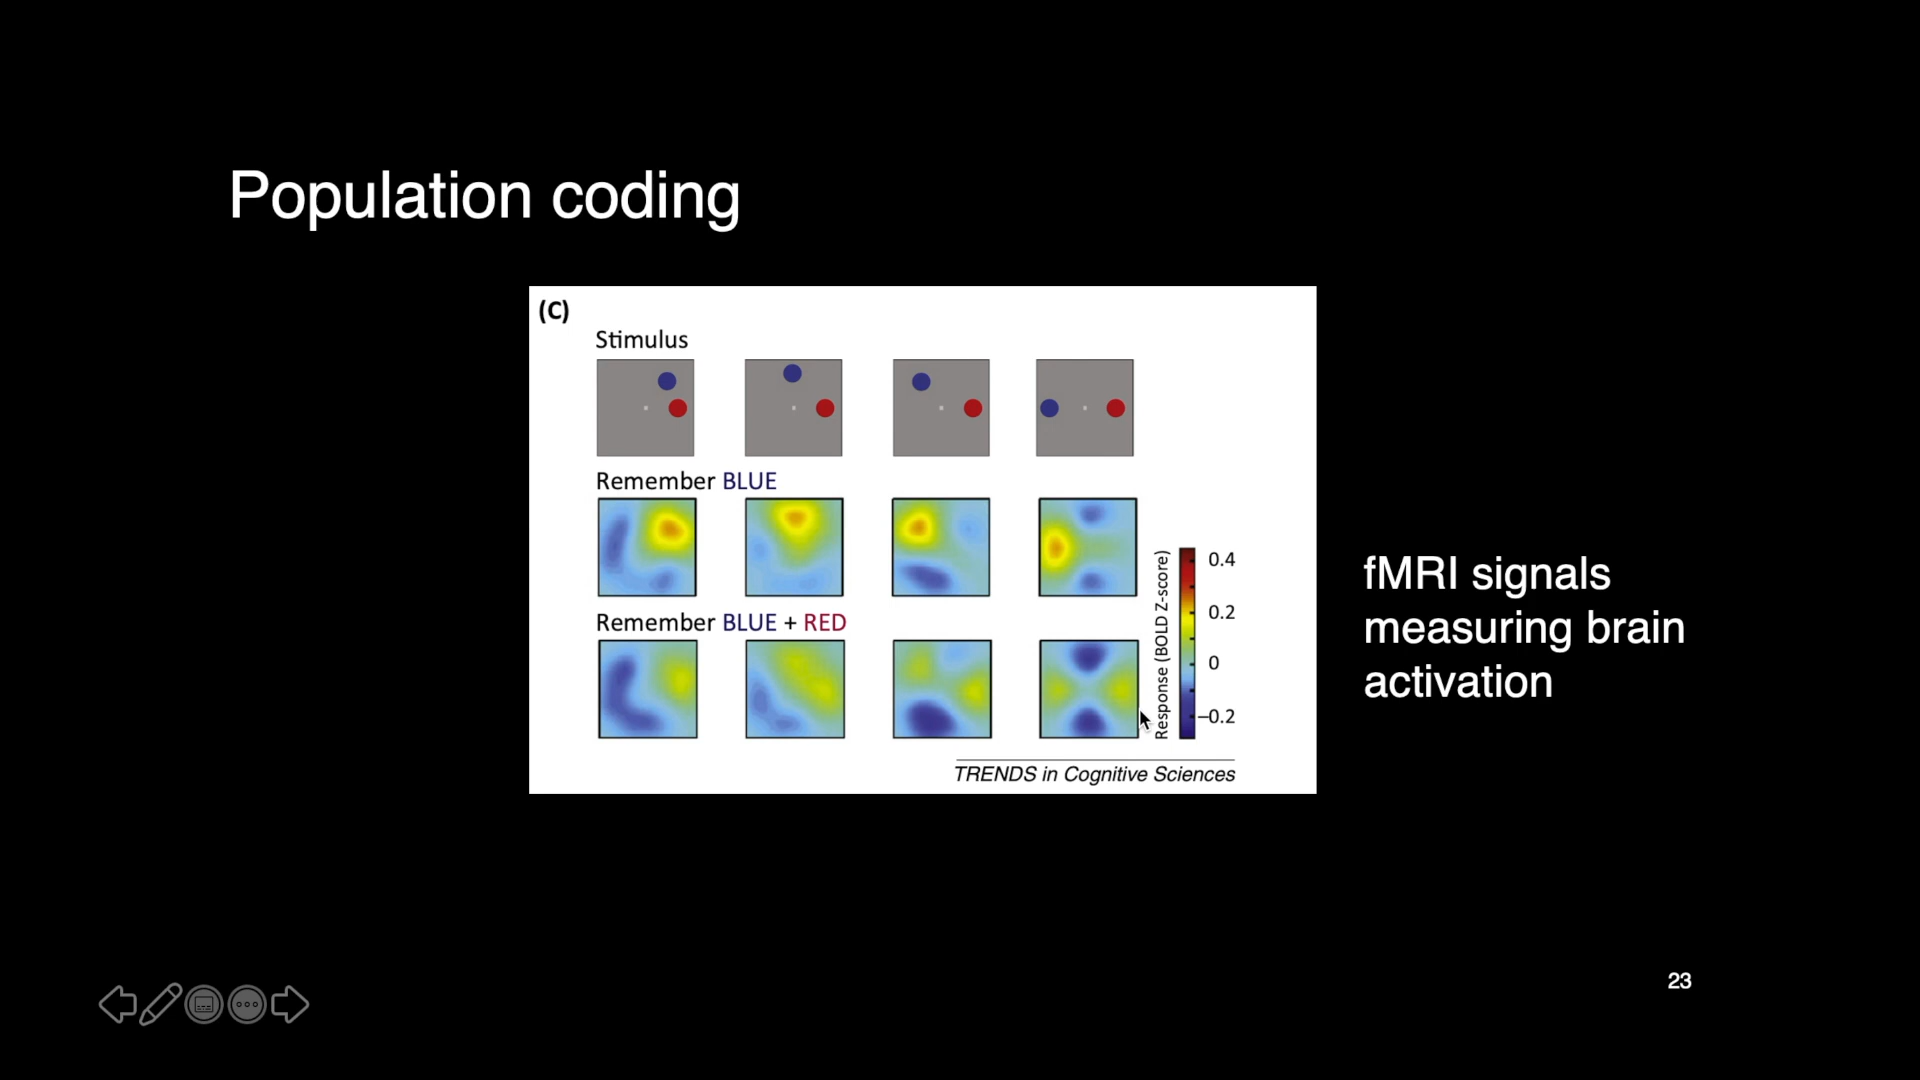 Population coding
(C)
Stimulus
Remember BLUE
Remember BLUE + RED
Response (BOLD Z-score)
0.4
0.2
0
−0.2
TRENDS in Cognitive Sciences
fMRI signals
measuring brain
activation
23